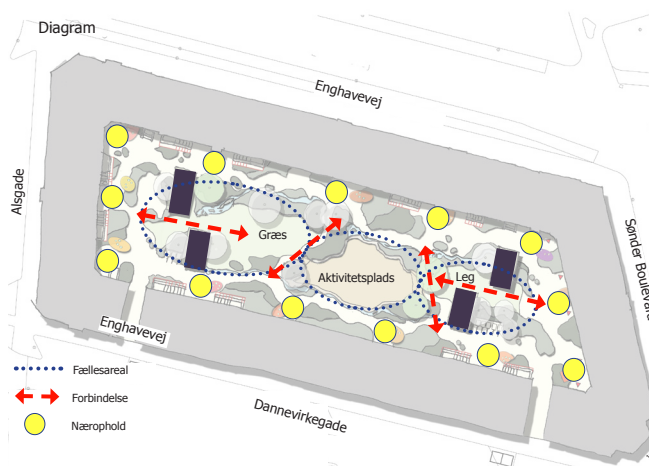 Diagram
Enghavevej
Alsgade
Græs
Sønder Boulevard
Aktivitetsplads
Leg
Enghavevej
Fællesareal
Forbindelse
Dannevirkegade
Nærophold